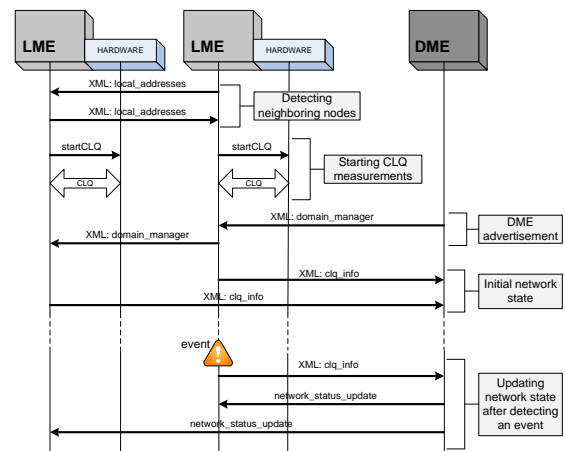 LME
HARDWARE
LME
HARDWARE
DME
XML: local_addresses
Detecting
neighboring nodes
XML: local_addresses
startCLQ
startCLQ
Starting CLQ
measurements
CLQ
CLQ
XML: domain_manager
DME
advertisement
XML: domain_manager
XML: clq_info
Initial network
state
XML: clq_info
event
XML: clq_info
Updating
network state
after detecting
an event
network_status_update
network_status_update